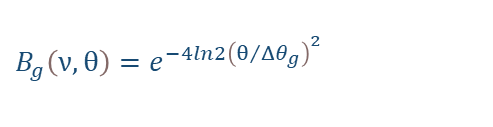 B_g(ν,θ) = e^{-4ln2(θ/Δθ_g)^2}